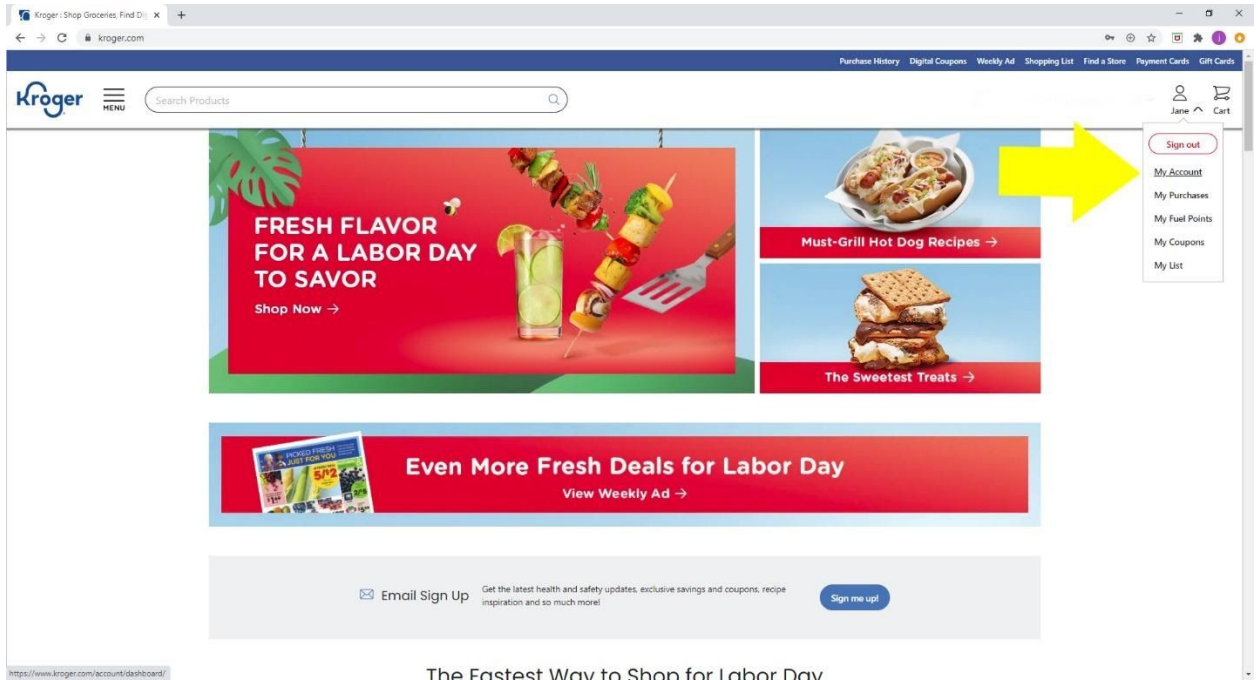 Kroger : Shop Groceries, Find Di
kroger.com
Purchase History Digital Coupons Weekly Ad Shopping List Find a Store Payment Cards Gift Cards
Kroger
MENU
Search Products
Jane
Cart
Sign out
My Account
My Purchases
My Fuel Points
My Coupons
My List
FRESH FLAVOR
FOR A LABOR DAY
TO SAVOR
Shop Now →
Must-Grill Hot Dog Recipes →
The Sweetest Treats →
PICKED FRESH
JUST FOR YOU
5/$12
Even More Fresh Deals for Labor Day
View Weekly Ad →
Email Sign Up
Get the latest health and safety updates, exclusive savings and coupons, recipe
inspiration and so much more!
Sign me up!
The Fastest Way to Shop for Labor Day
https://www.kroger.com/account/dashboard/